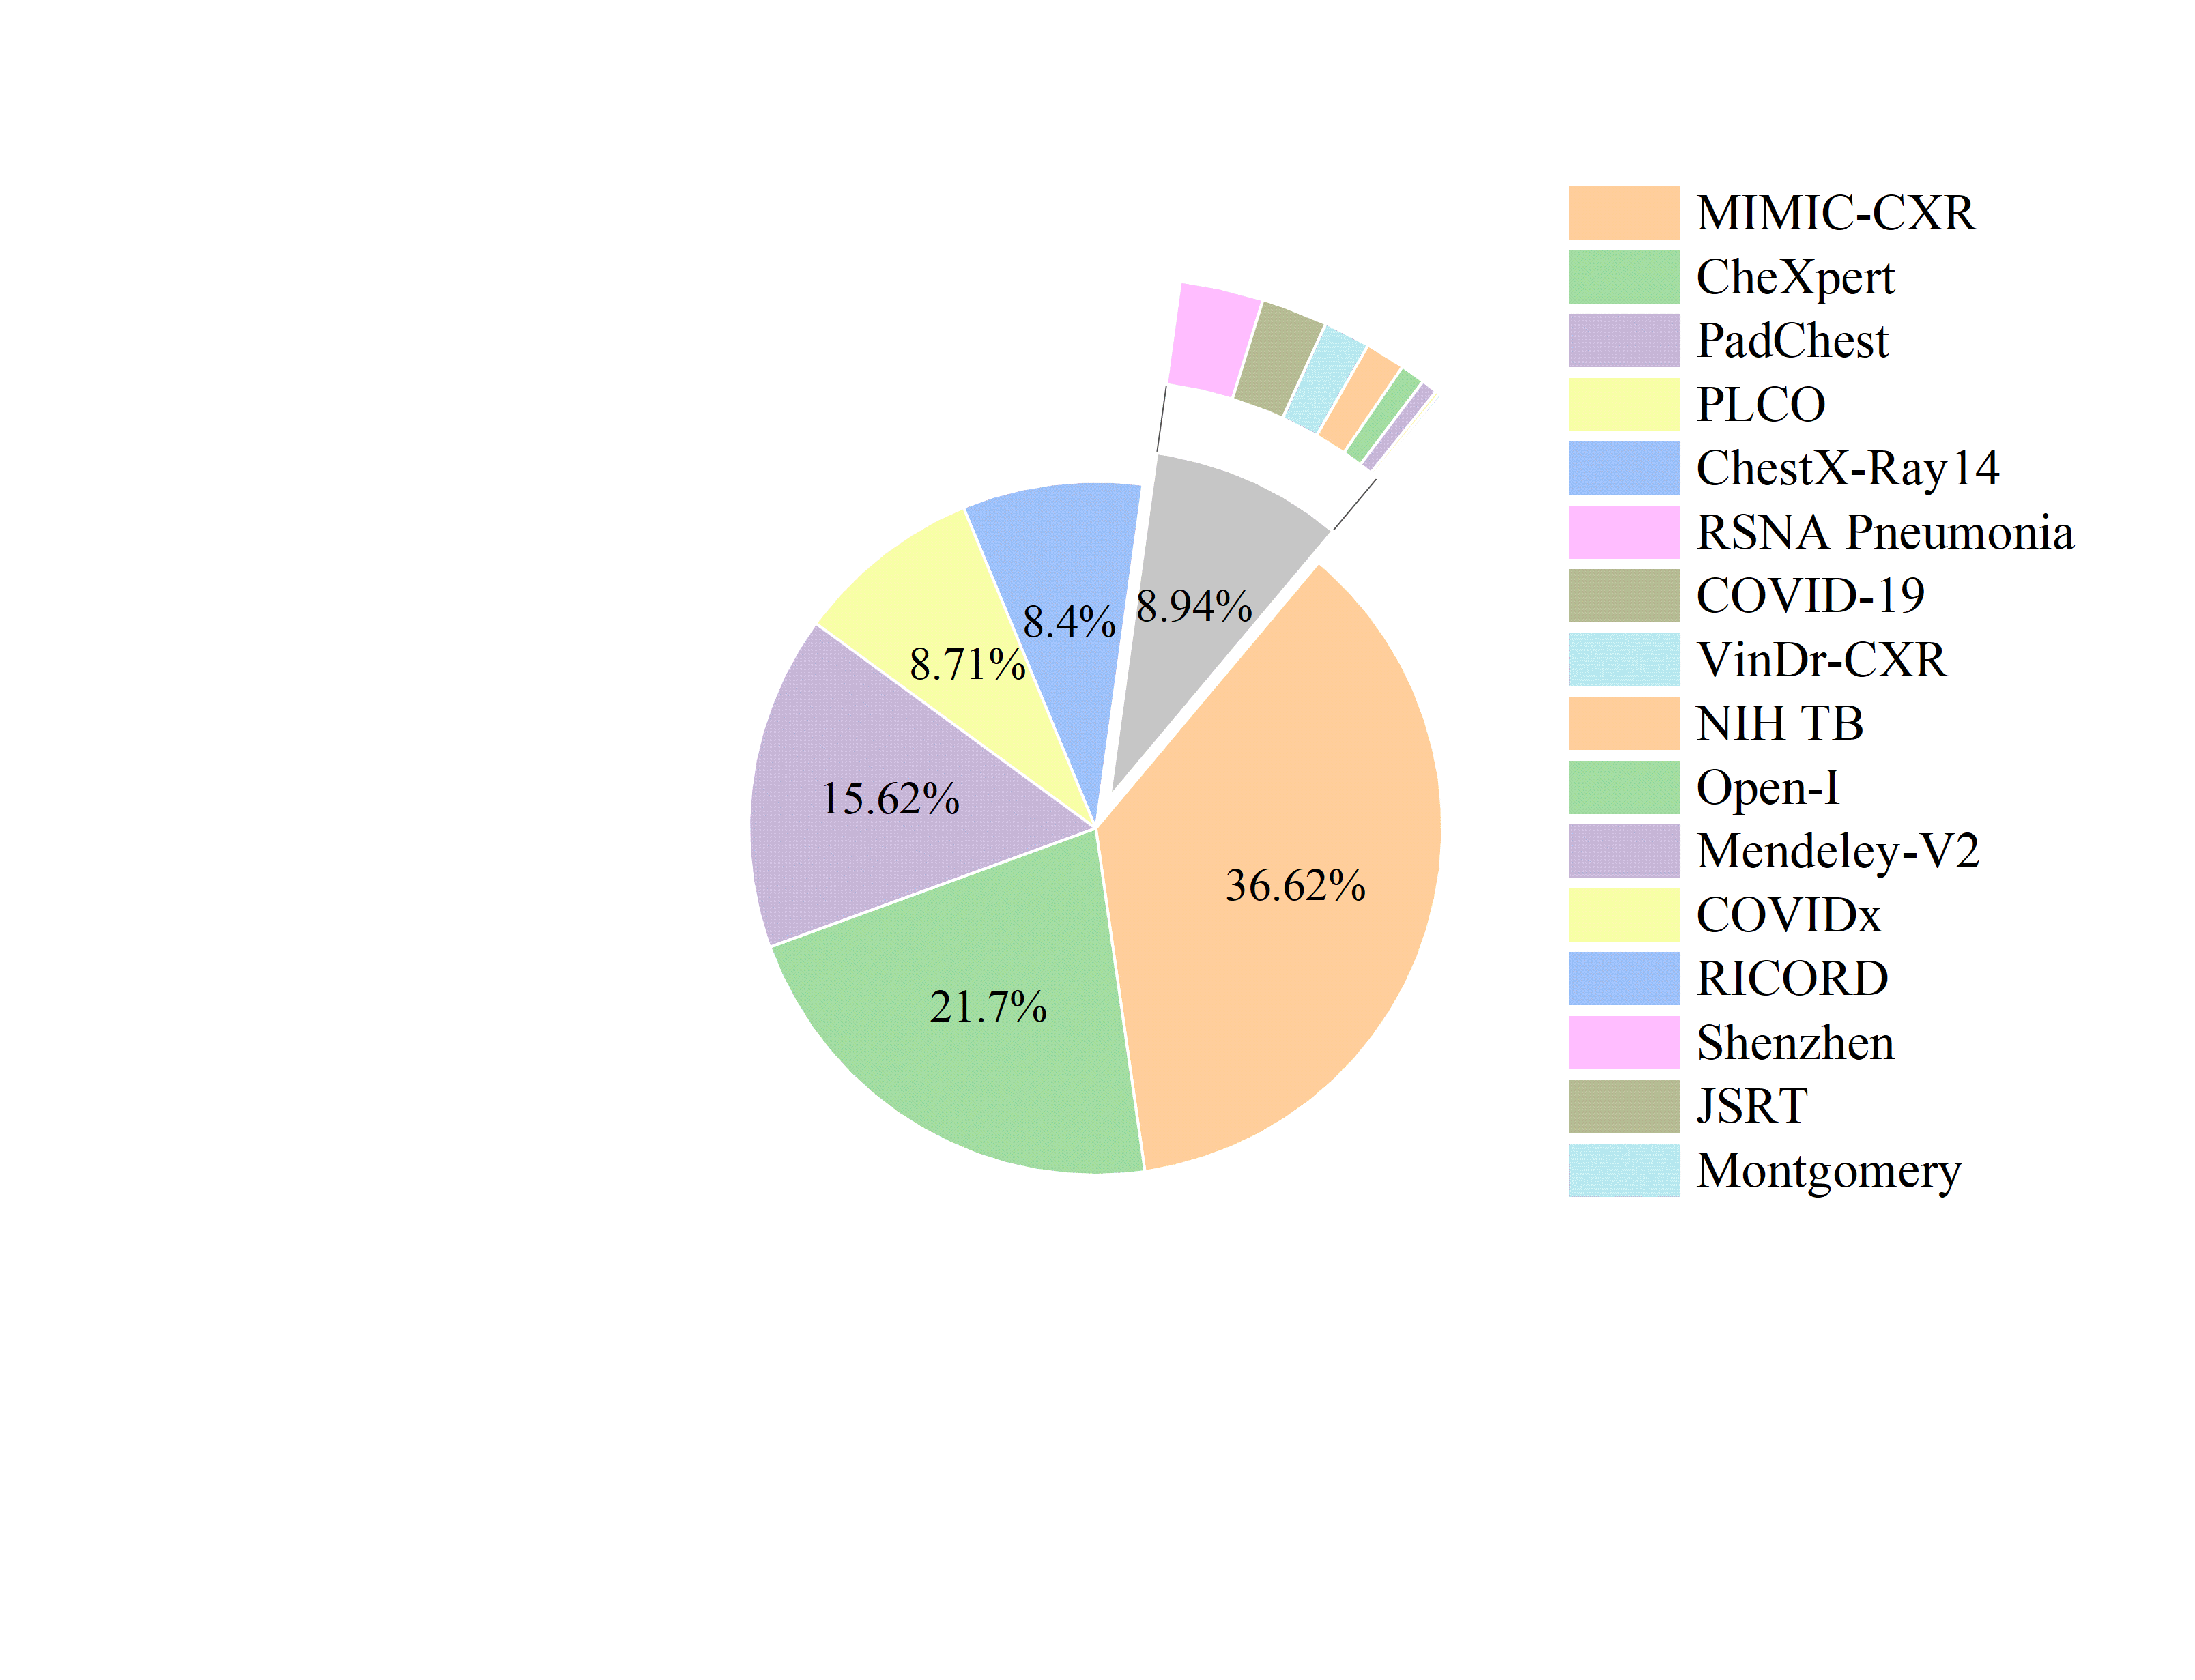 8.4%
8.94%
8.71%
15.62%
36.62%
21.7%
MIMIC-CXR
CheXpert
PadChest
PLCO
ChestX-Ray14
RSNA Pneumonia
COVID-19
VinDr-CXR
NIH TB
Open-I
Mendeley-V2
COVIDx
RICORD
Shenzhen
JSRT
Montgomery